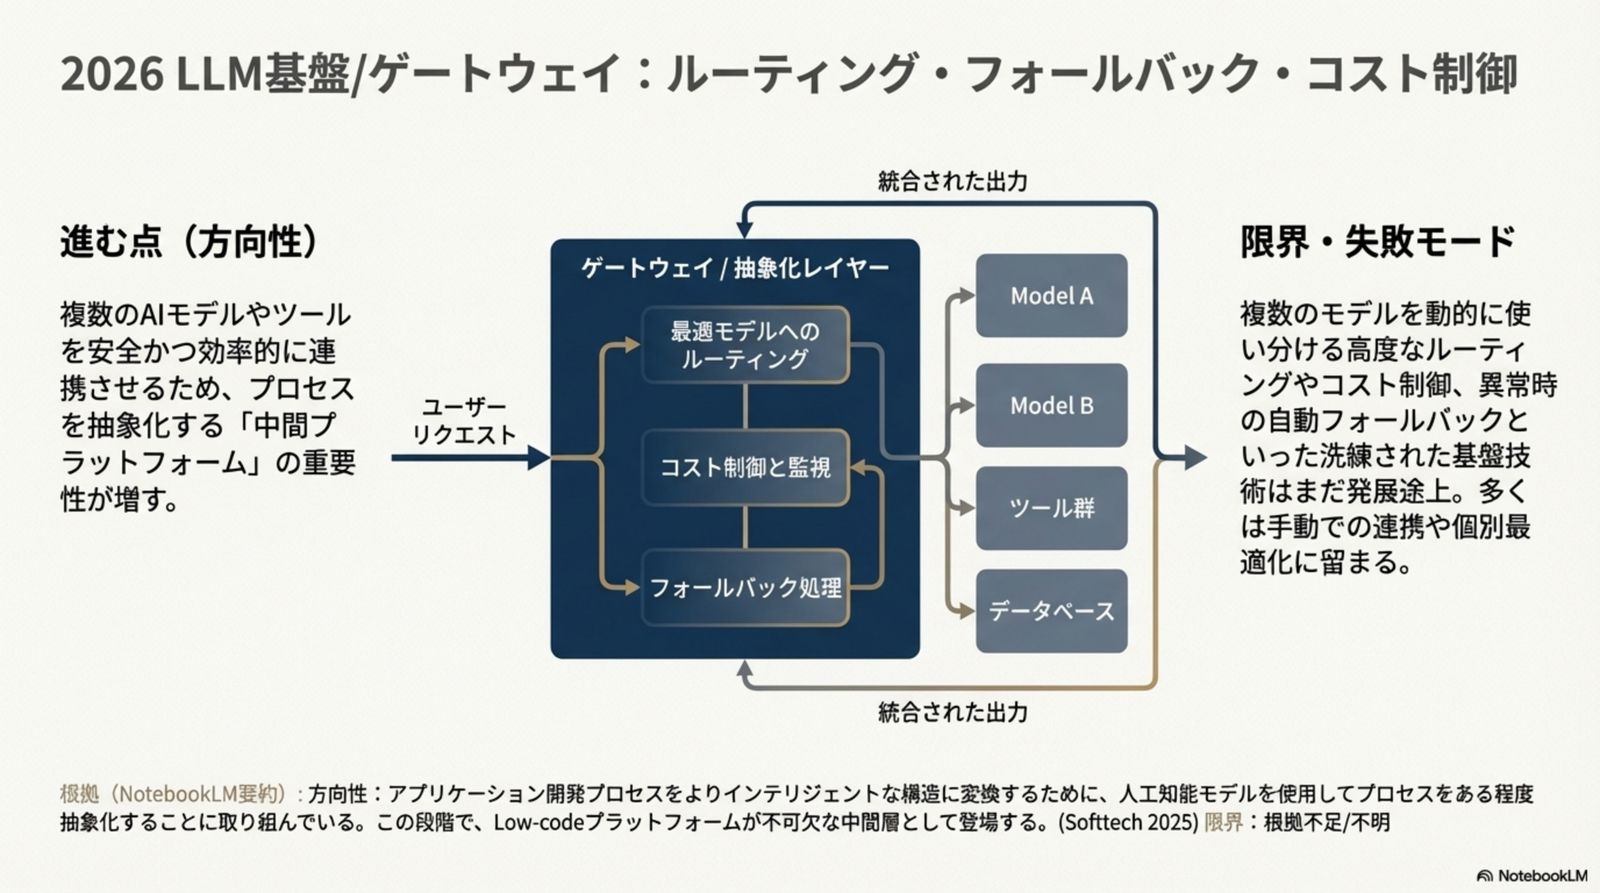 2026 LLM基盤/ゲートウェイ：ルーティング・フォールバック・コスト制御
進む点（方向性）
複数のAIモデルやツール
を安全かつ効率的に連
携させるため、プロセス
を抽象化する「中間プ
ラットフォーム」の重要
性が増す。
ユーザー
リクエスト
統合された出力
ゲートウェイ / 抽象化レイヤー
最適モデルへの
ルーティング
コスト制御と監視
フォールバック処理
Model A
Model B
ツール群
データベース
統合された出力
限界・失敗モード
複数のモデルを動的に使
い分ける高度なルーティ
ングやコスト制御、異常時
の自動フォールバックと
いった洗練された基盤技
術はまだ発展途上。多く
は手動での連携や個別最
適化に留まる。
根拠（NotebookLM要約）: 方向性：アプリケーション開発プロセスをよりインテリジェントな構造に変換するために、人工知能モデルを使用してプロセスをある程度
抽象化することに取り組んでいる。この段階で、Low-codeプラットフォームが不可欠な中間層として登場する。(Softtech 2025) 限界：根拠不足/不明
NotebookLM